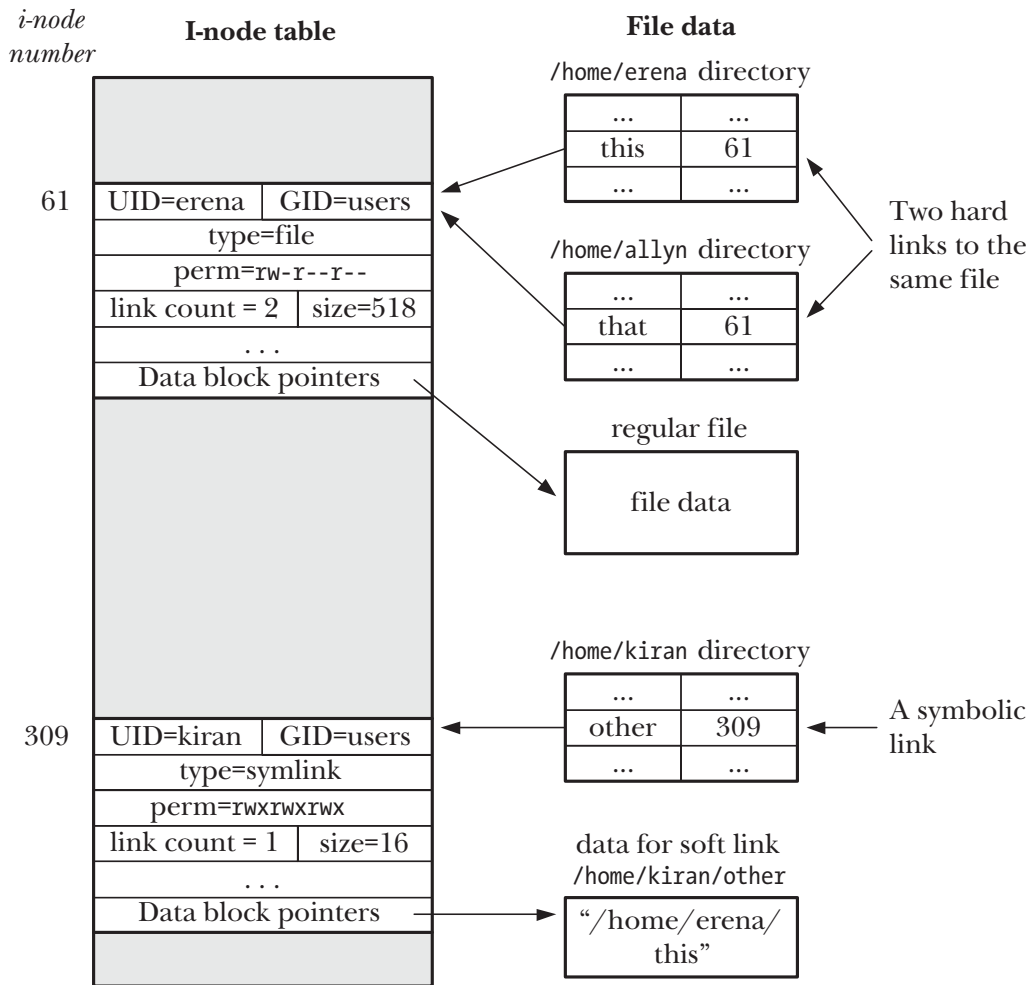 i-node
number
I-node table
File data
/home/erena directory
... ...
this 61
... ...
61
UID=erena GID=users
type=file
perm=rw-r--r--
link count = 2 size=518
...
Data block pointers
/home/allyn directory
... ...
that 61
... ...
Two hard
links to the
same file
regular file
file data
/home/kiran directory
... ...
other 309
... ...
A symbolic
link
309
UID=kiran GID=users
type=symlink
perm=rwxrwxrwx
link count = 1 size=16
...
Data block pointers
data for soft link
/home/kiran/other
“/home/erena/
this”